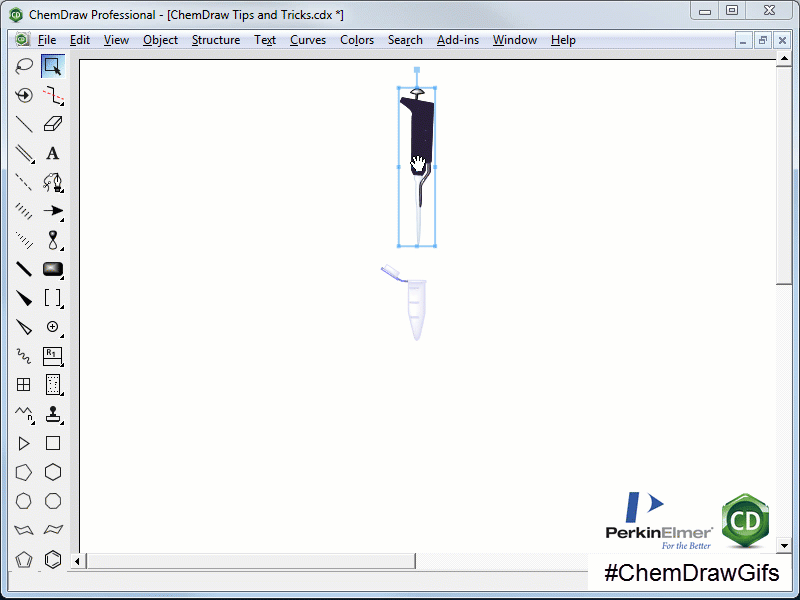 ChemDraw Professional - [ChemDraw Tips and Tricks.cdx *]
File Edit View Object Structure Text Curves Colors Search Add-ins Window Help
A
R1
n
PerkinElmer®
For the Better
CD
#ChemDrawGifs